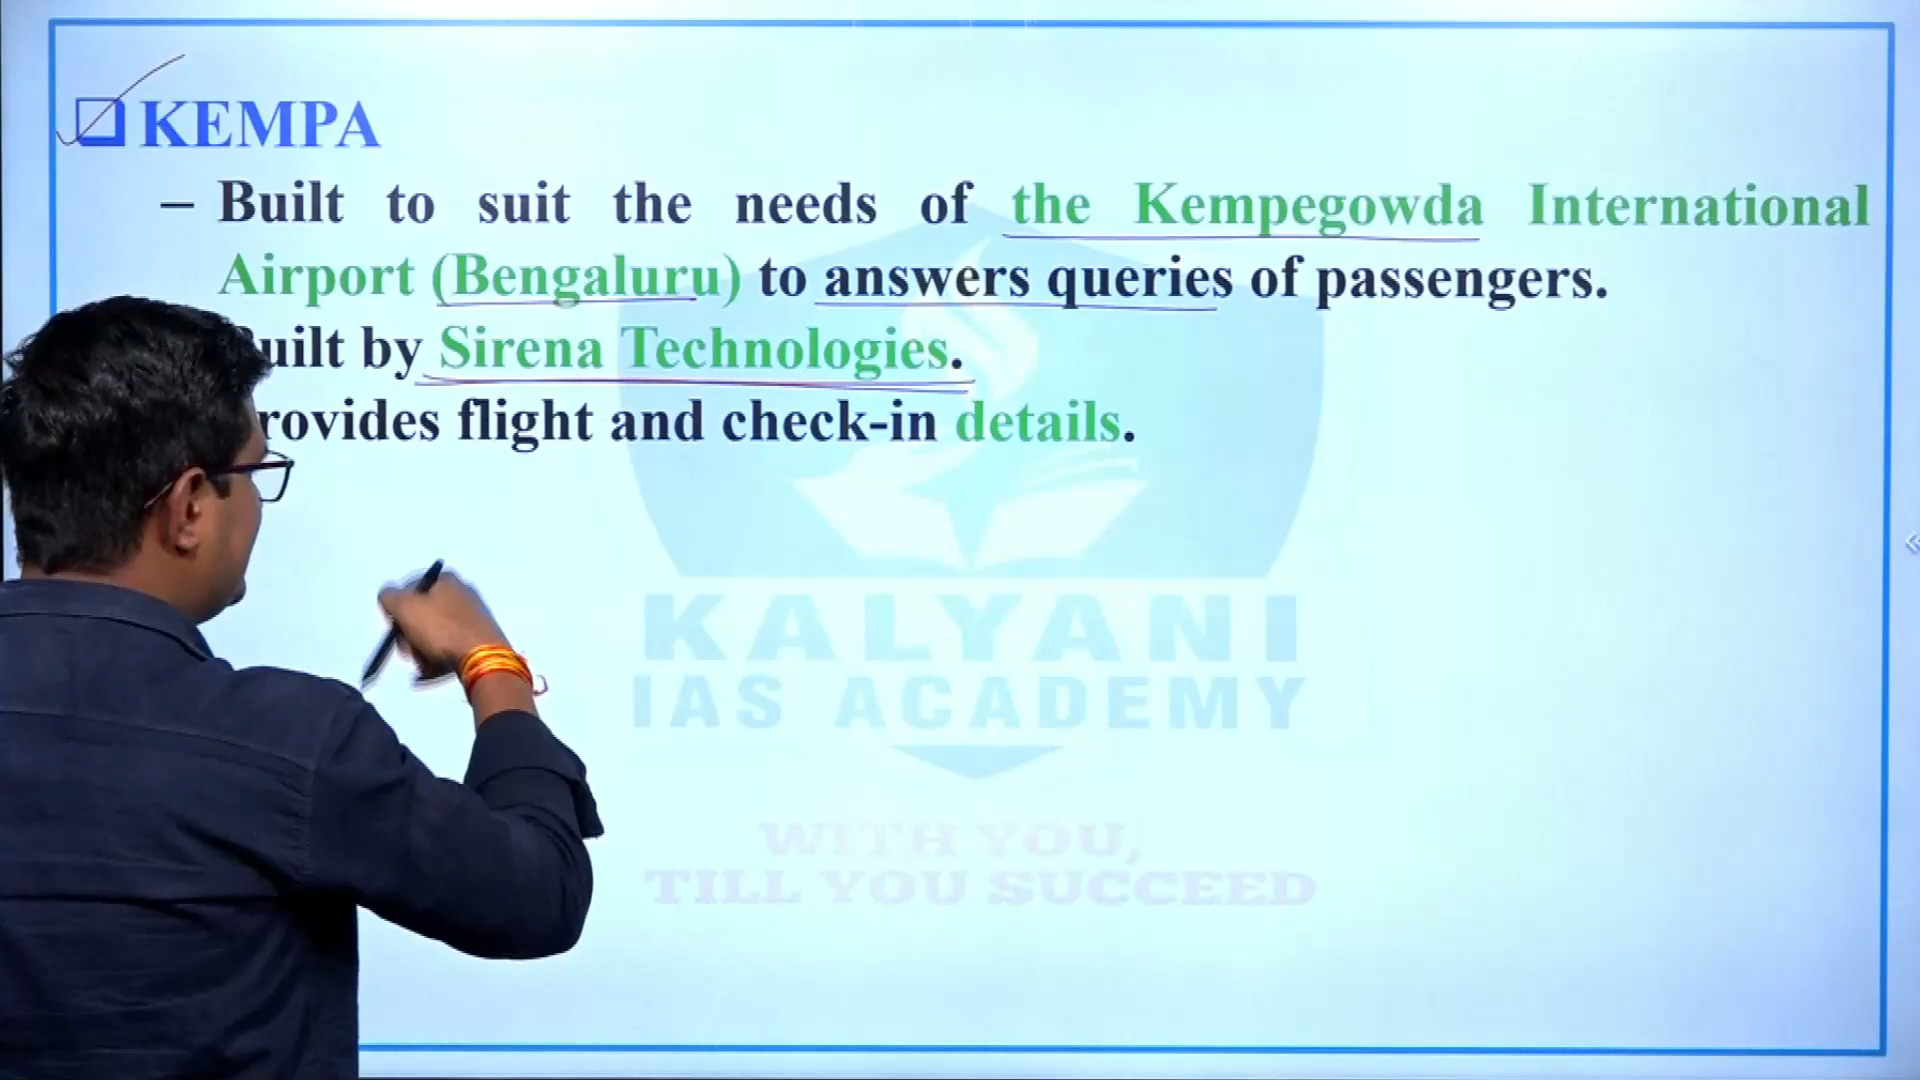 KEMPA
– Built to suit the needs of the Kempegowda International
Airport (Bengaluru) to answers queries of passengers.
uilt by Sirena Technologies.
rovides flight and check-in details.
KALYANI
IAS ACADEMY
WITH YOU,
TILL YOU SUCCEED